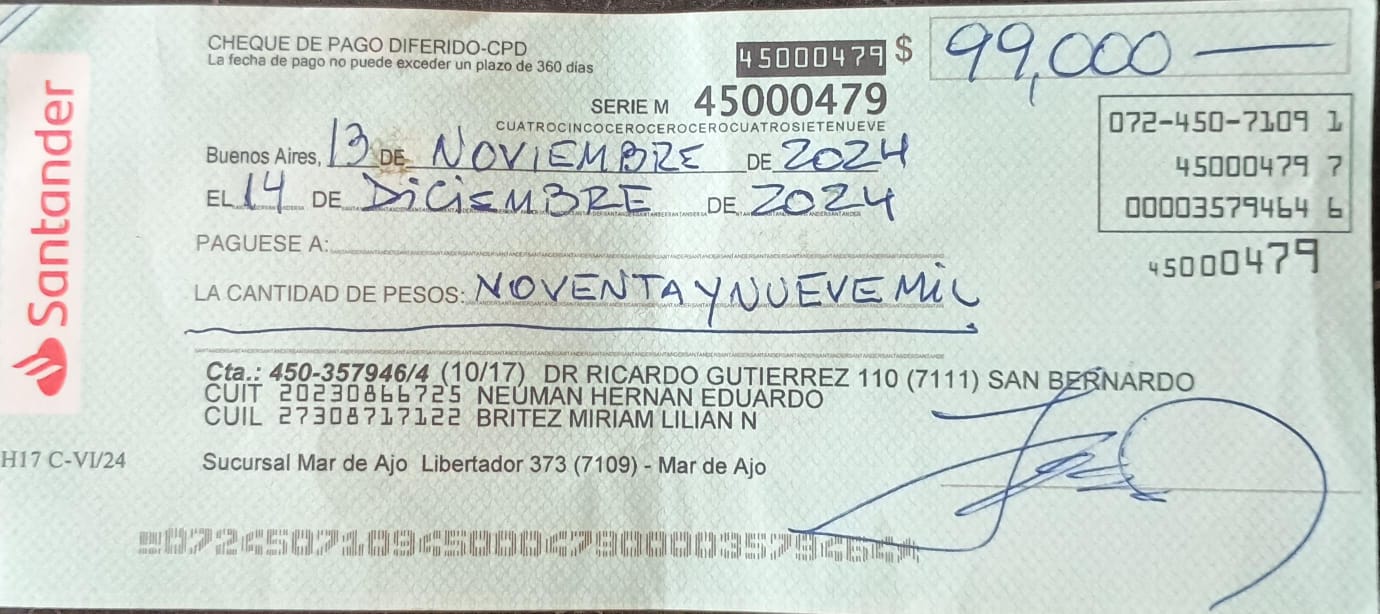 Santander
CHEQUE DE PAGO DIFERIDO-CPD
La fecha de pago no puede exceder un plazo de 360 días
45000479 $ 99,000
SERIE M 45000479
CUATROCINCOCEROCEROCEROCUATROSIETENUEVE
072-450-7109 1
45000479 7
00003579464 6
45000479
Buenos Aires, 13 DE NOVIEMBRE DE 2024
EL 14 DE DICIEMBRE DE 2024
PAGUESE A:
LA CANTIDAD DE PESOS: NOVENTA Y NUEVE MIL
Cta.: 450-357946/4 (10/17) DR RICARDO GUTIERREZ 110 (7111) SAN BERNARDO
CUIT 20230866725 NEUMAN HERNAN EDUARDO
CUIL 27308717122 BRITEZ MIRIAM LILIAN N
H17 C-VI/24
Sucursal Mar de Ajo Libertador 373 (7109) - Mar de Ajo